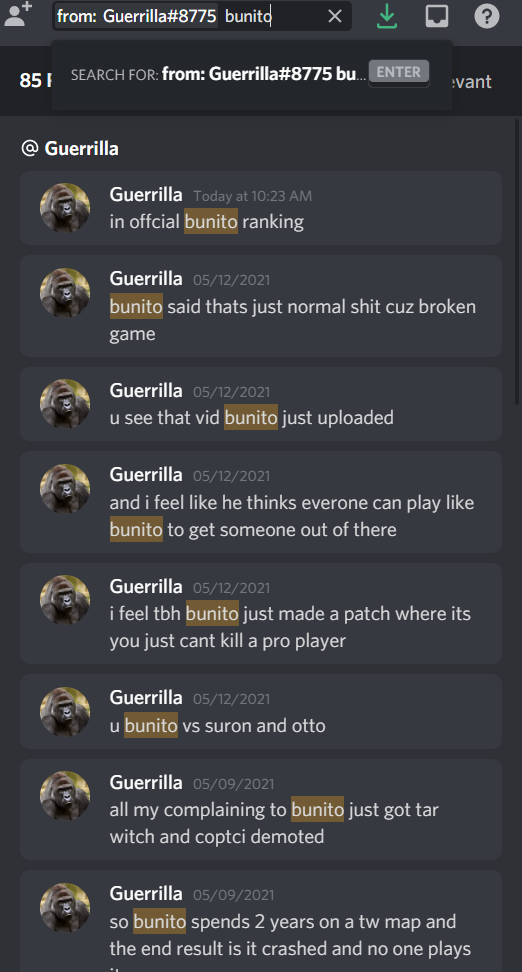 from: Guerrilla#8775 bunito
SEARCH FOR: from: Guerrilla#8775 bu... ENTER
85
evant
@ Guerrilla
Guerrilla Today at 10:23 AM
in offcial bunito ranking
Guerrilla 05/12/2021
bunito said thats just normal shit cuz broken
game
Guerrilla 05/12/2021
u see that vid bunito just uploaded
Guerrilla 05/12/2021
and i feel like he thinks everone can play like
bunito to get someone out of there
Guerrilla 05/12/2021
i feel tbh bunito just made a patch where its
you just cant kill a pro player
Guerrilla 05/12/2021
u bunito vs suron and otto
Guerrilla 05/09/2021
all my complaining to bunito just got tar
witch and coptci demoted
Guerrilla 05/09/2021
so bunito spends 2 years on a tw map and
the end result is it crashed and no one plays